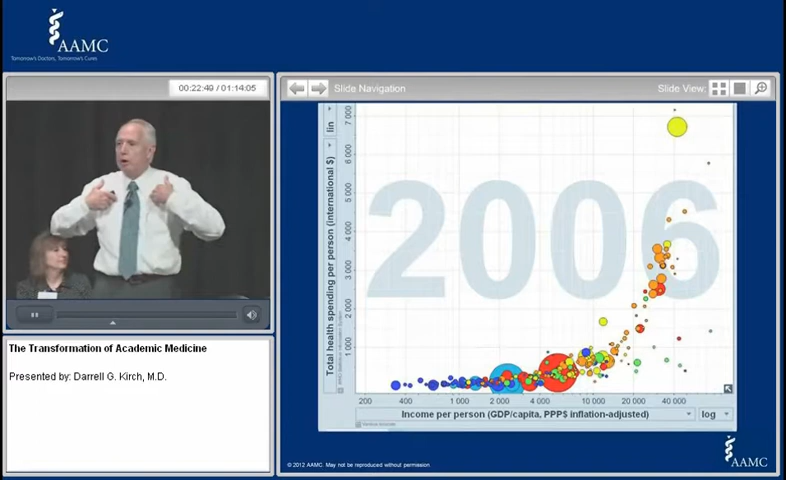 AAMC
Tomorrow's Doctors, Tomorrow's Cures
00:22:49 / 01:14:05
Slide Navigation
Slide View:
lin
Total health spending per person (international $)
7 000
6 000
5 000
4 000
3 000
2 000
1 000
2006
200
400
1 000
2 000
4 000
10 000
20 000
40 000
Income per person (GDP/capita, PPP$ inflation-adjusted)
log
The Transformation of Academic Medicine
Presented by: Darrell G. Kirch, M.D.
© 2012 AAMC. May not be reproduced without permission.
AAMC